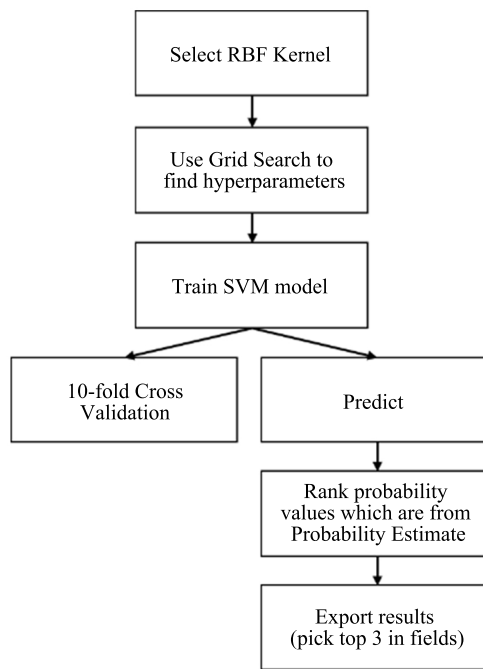 Select RBF Kernel
Use Grid Search to
find hyperparameters
Train SVM model
10-fold Cross
Validation
Predict
Rank probability
values which are from
Probability Estimate
Export results
(pick top 3 in fields)